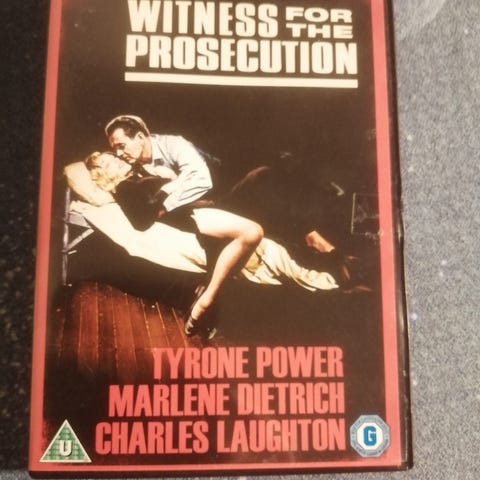 WITNESS FOR THE
PROSECUTION
TYRONE POWER
MARLENE DIETRICH
CHARLES LAUGHTON
U
G